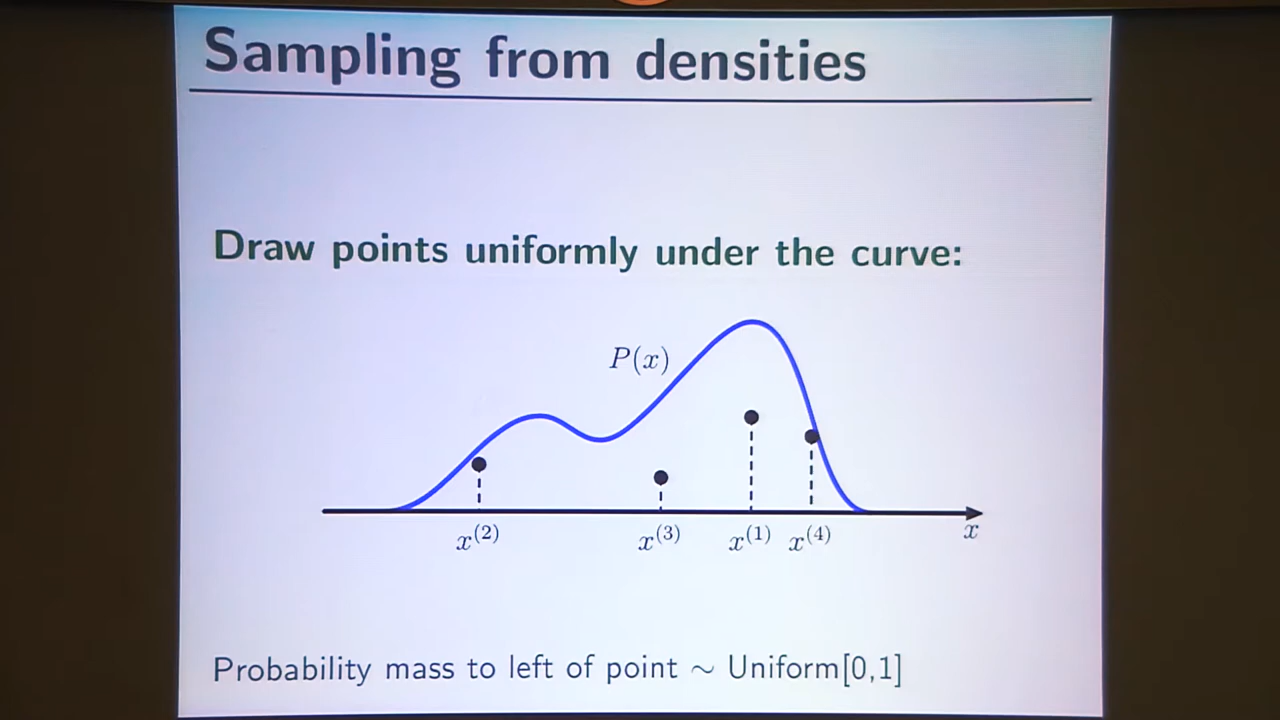 Sampling from densities
Draw points uniformly under the curve:
P(x)
x^(2) x^(3) x^(1) x^(4) x
Probability mass to left of point ∼ Uniform[0,1]